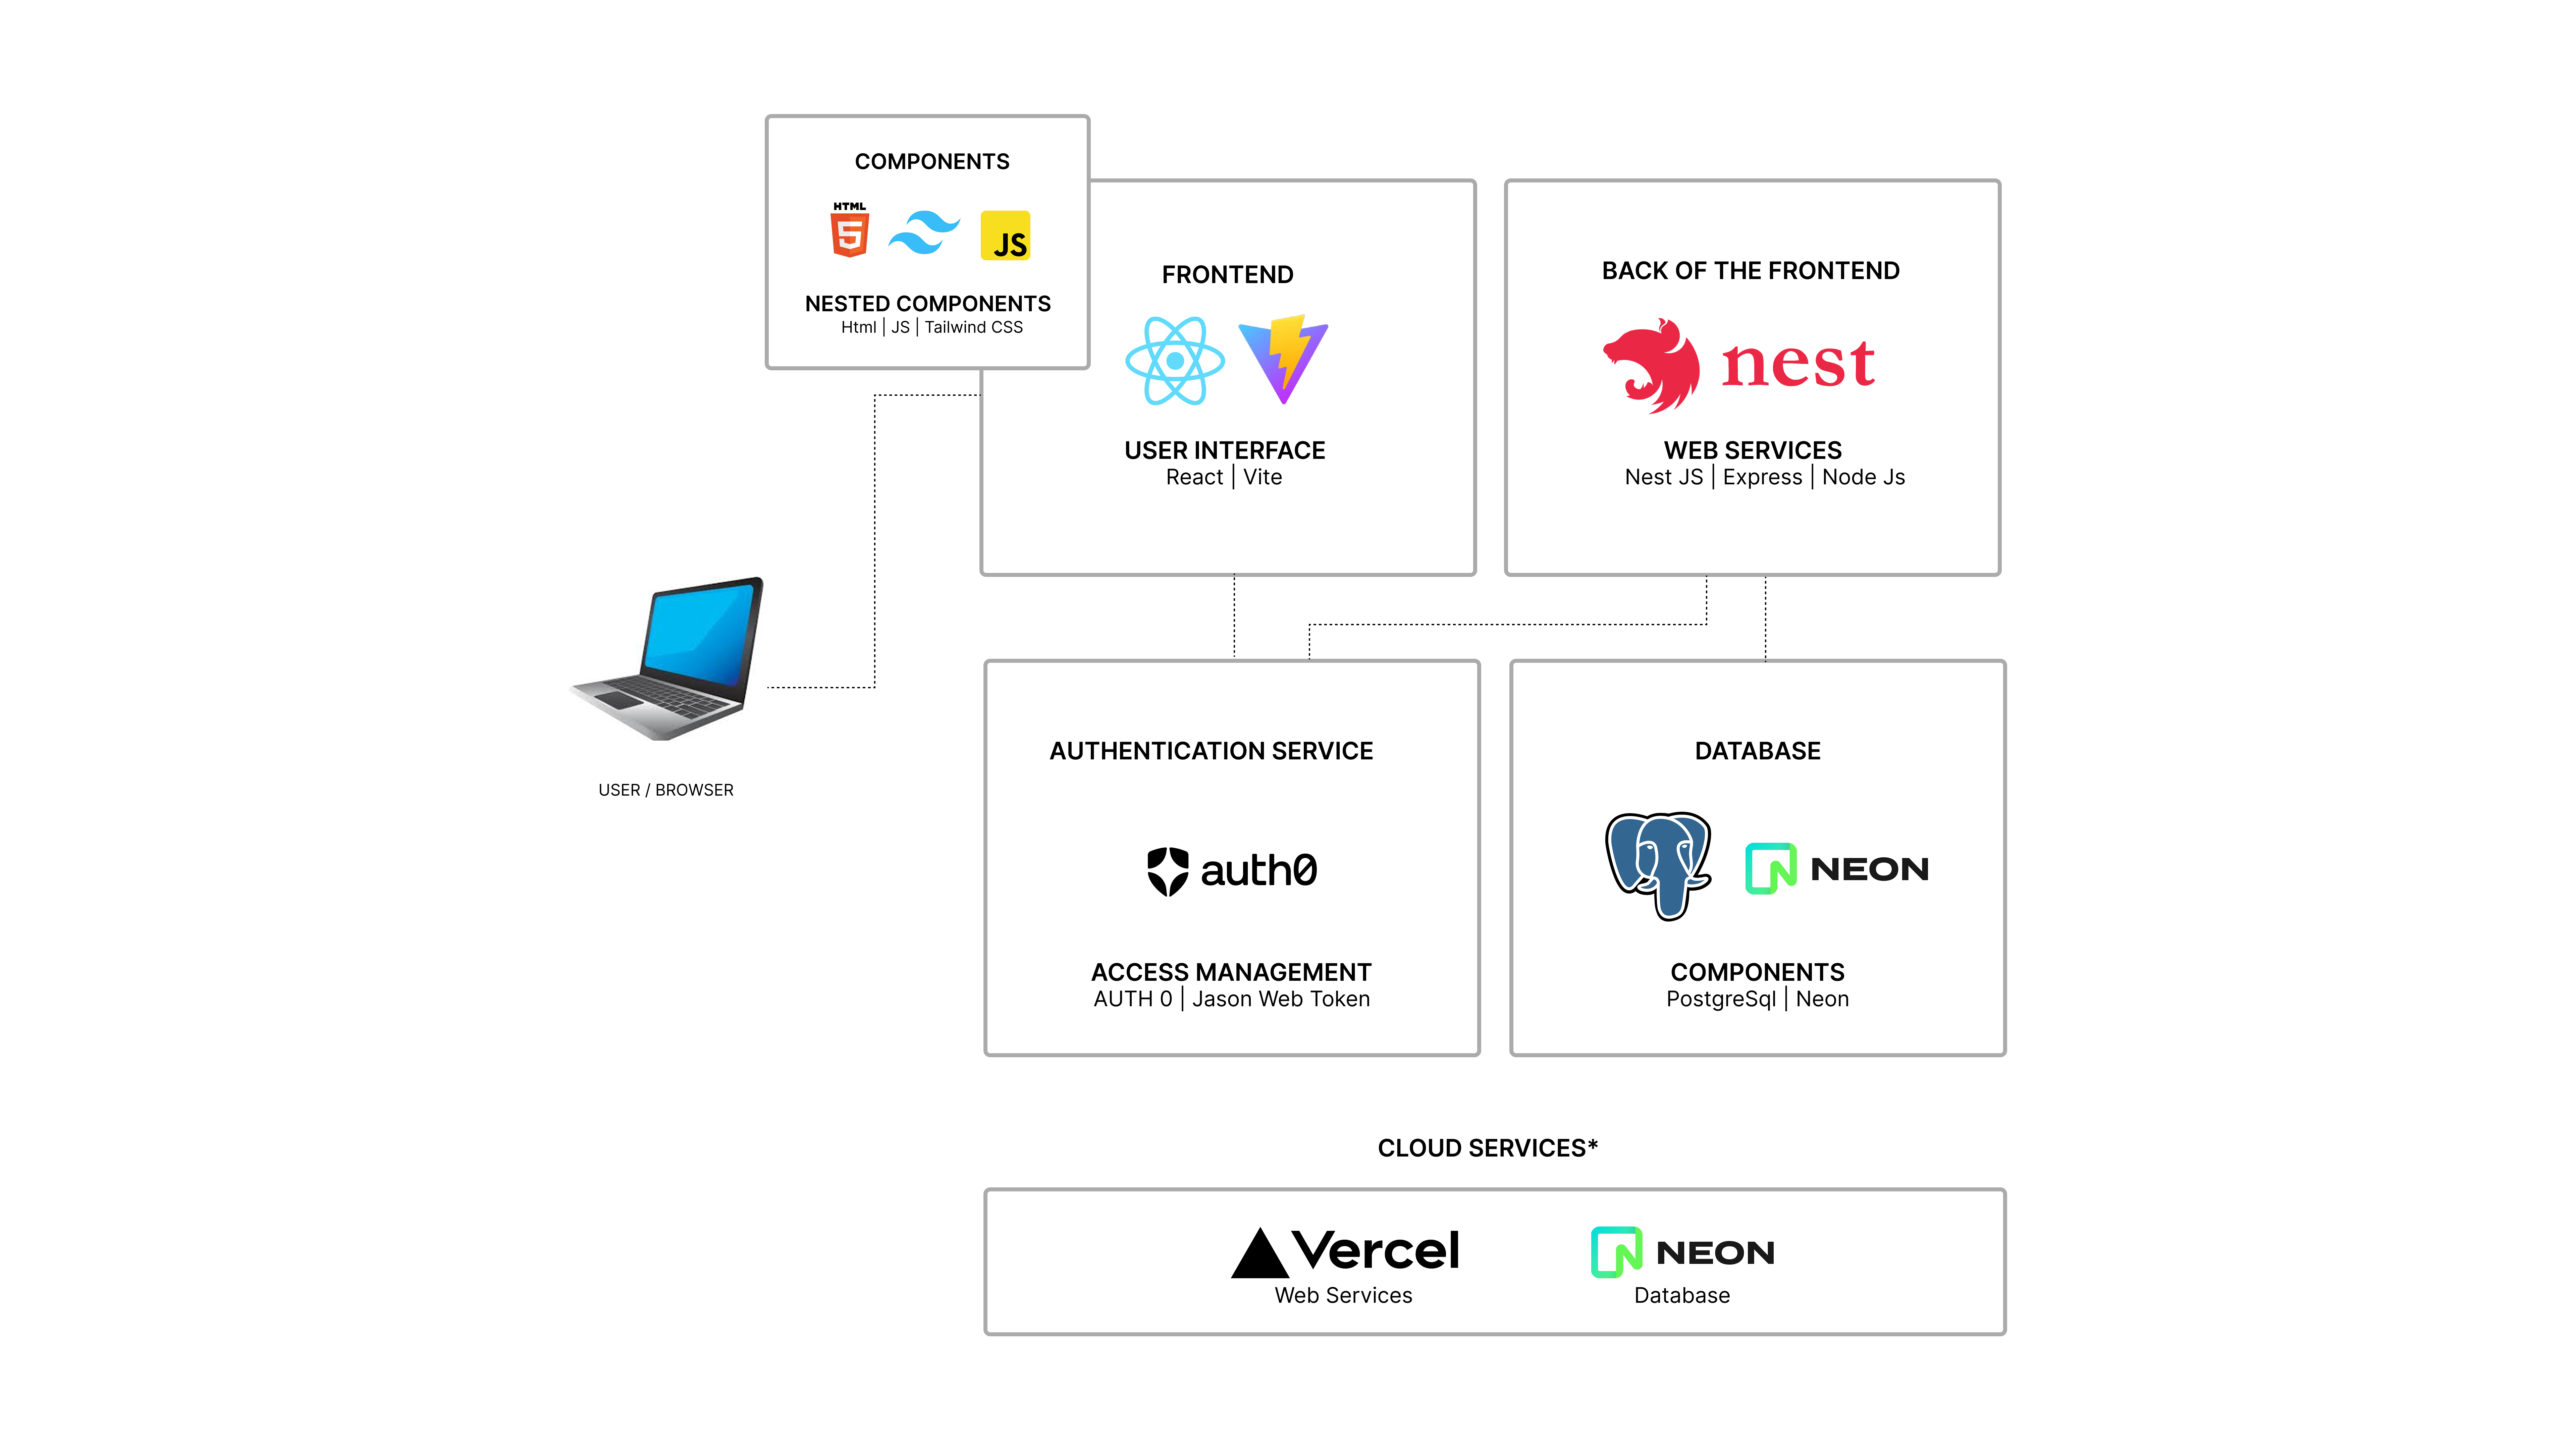 COMPONENTS
HTML
5
JS
NESTED COMPONENTS
Html | JS | Tailwind CSS
FRONTEND
USER INTERFACE
React | Vite
BACK OF THE FRONTEND
nest
WEB SERVICES
Nest JS | Express | Node Js
USER / BROWSER
AUTHENTICATION SERVICE
auth0
ACCESS MANAGEMENT
AUTH 0 | Jason Web Token
DATABASE
NEON
COMPONENTS
PostgreSql | Neon
CLOUD SERVICES*
Vercel
Web Services
NEON
Database